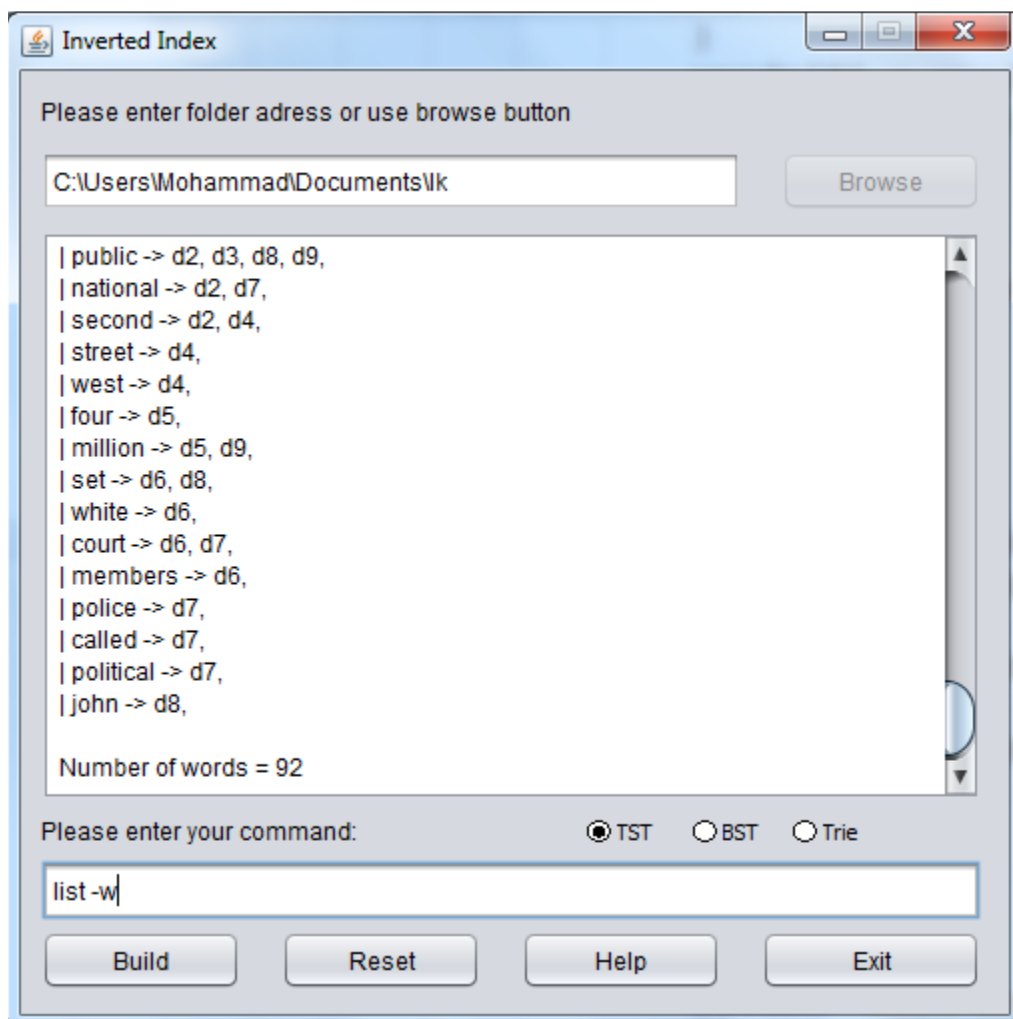 Inverted Index
Please enter folder adress or use browse button
C:\Users\Mohammad\Documents\lk
Browse
| public -> d2, d3, d8, d9,
| national -> d2, d7,
| second -> d2, d4,
| street -> d4,
| west -> d4,
| four -> d5,
| million -> d5, d9,
| set -> d6, d8,
| white -> d6,
| court -> d6, d7,
| members -> d6,
| police -> d7,
| called -> d7,
| political -> d7,
| john -> d8,
Number of words = 92
Please enter your command: TST BST Trie
list -w
Build Reset Help Exit